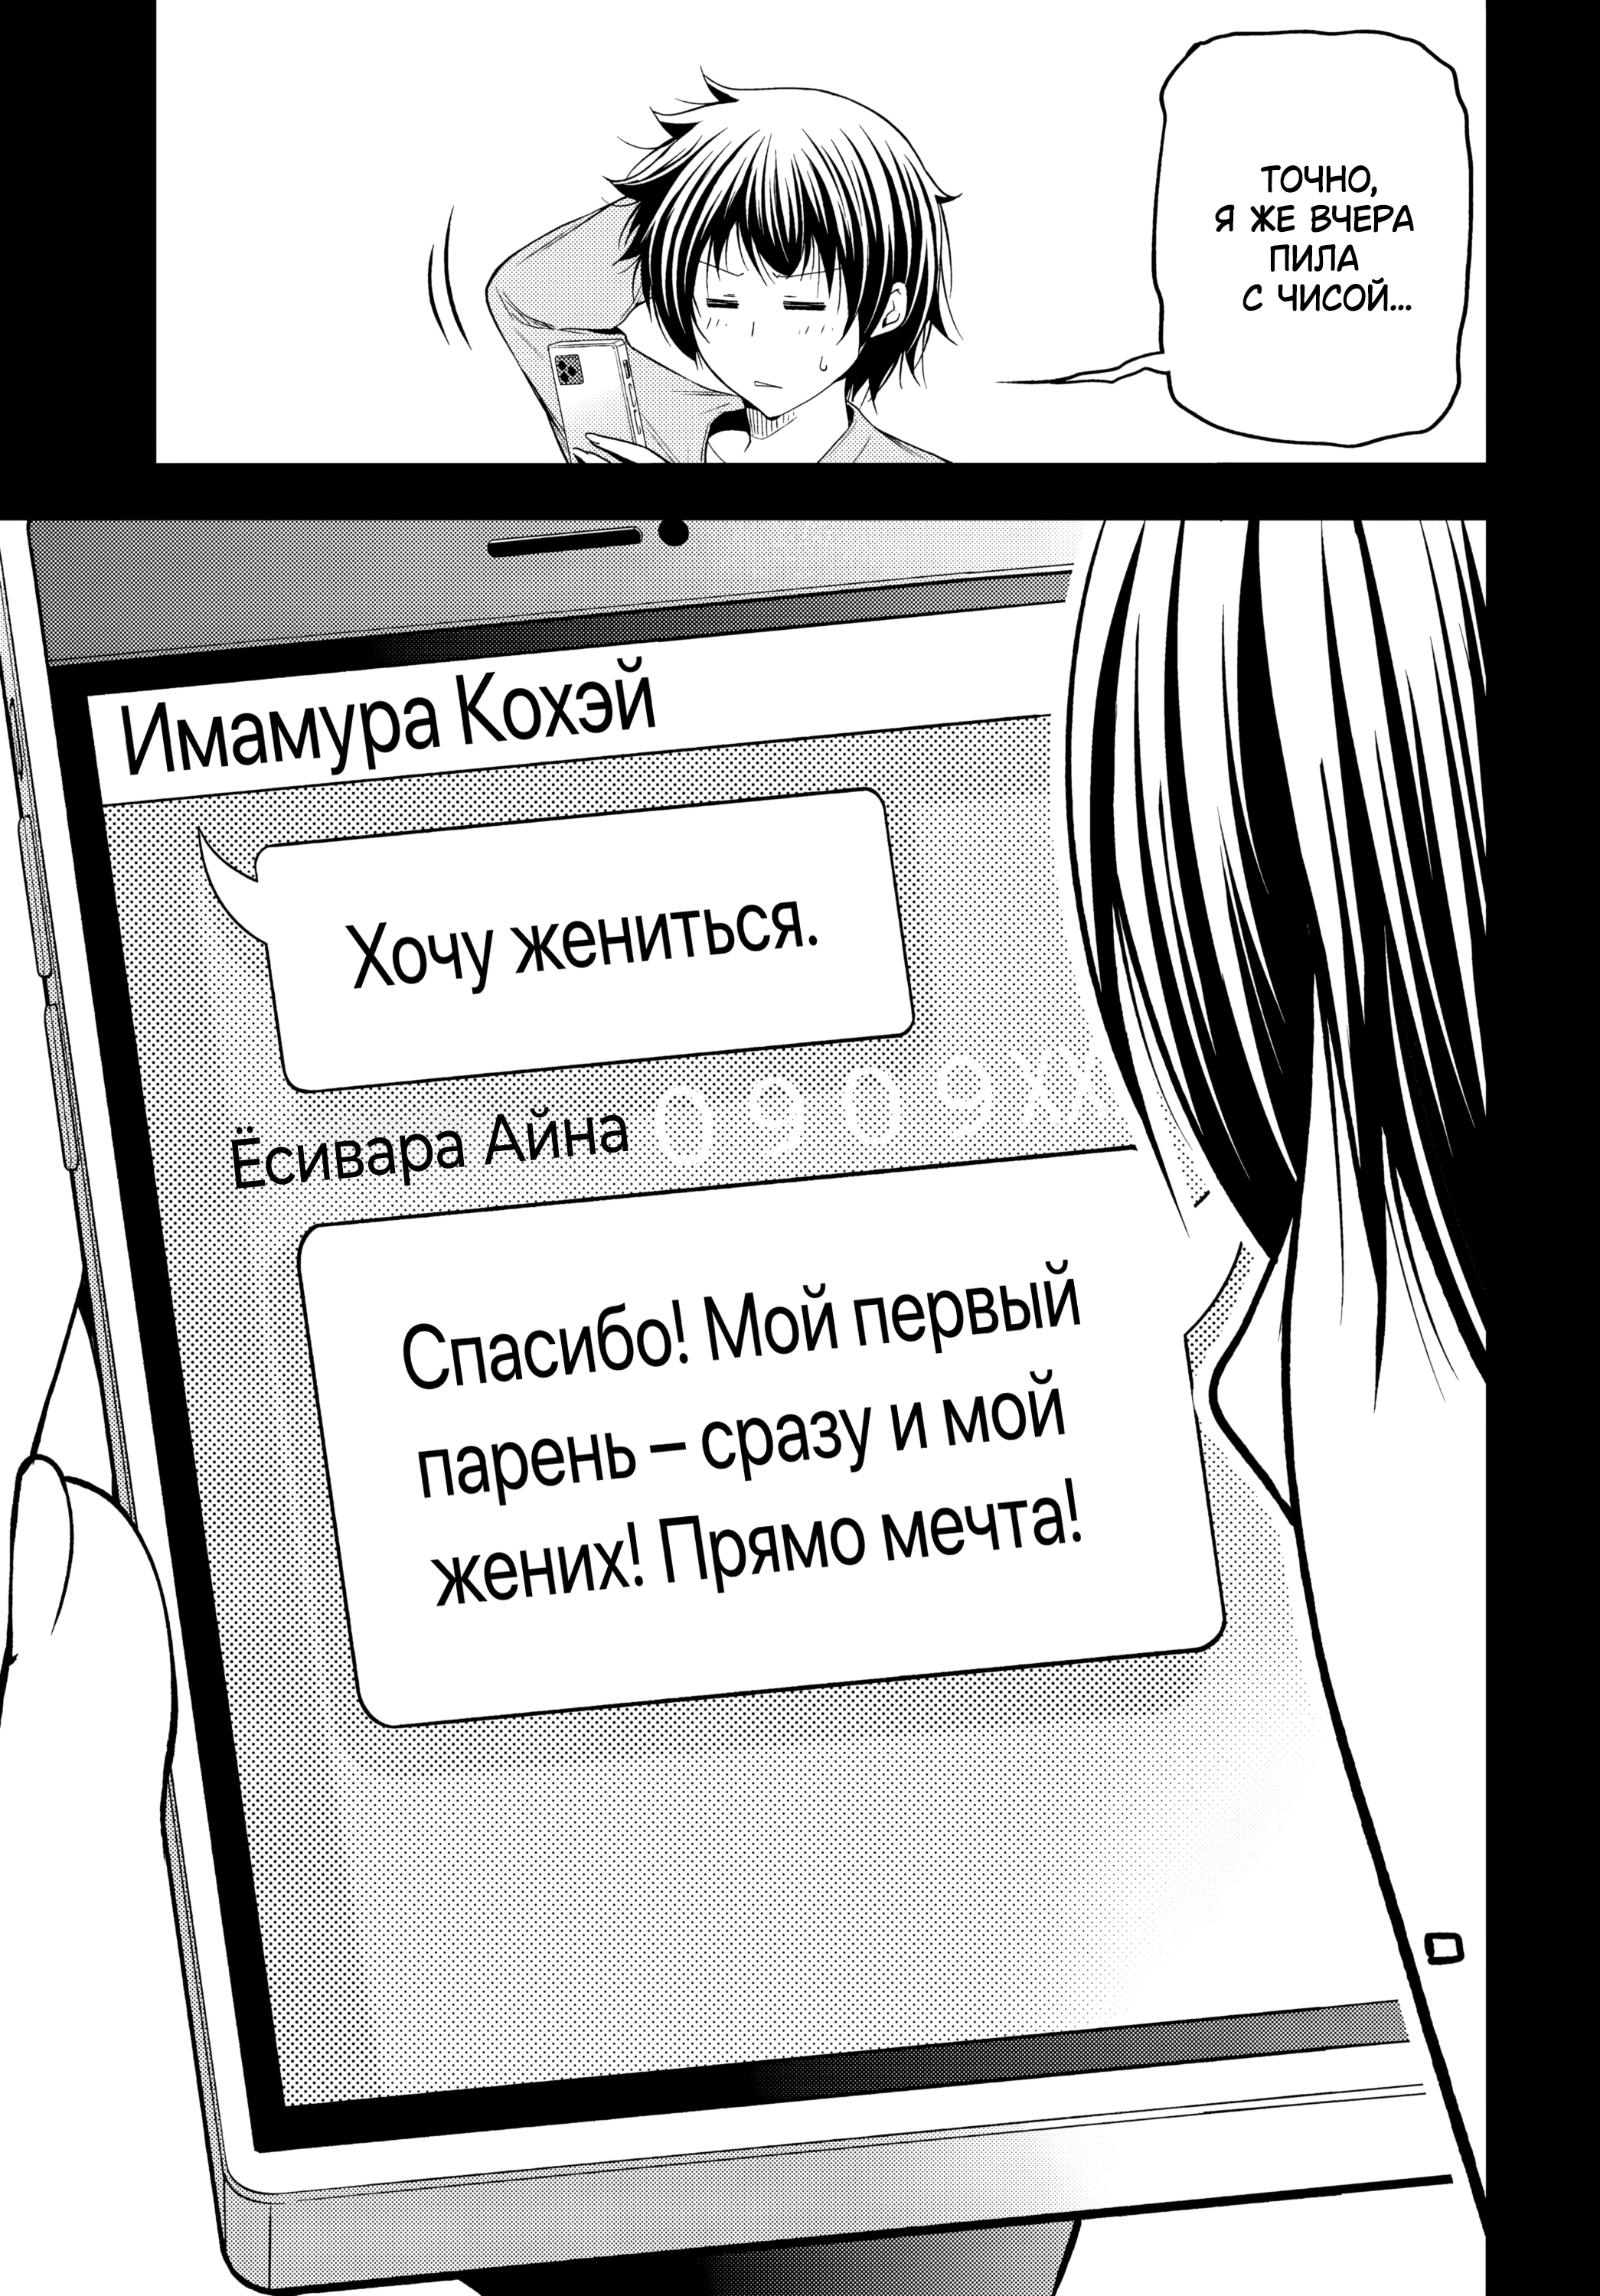 ТОЧНО,
Я ЖЕ ВЧЕРА
ПИЛА
С ЧИСОЙ...
Имамура Кохэй
Хочу жениться.
Ёсивара Айна 0909XX
Спасибо! Мой первый
парень – сразу и мой
жених! Прямо мечта!